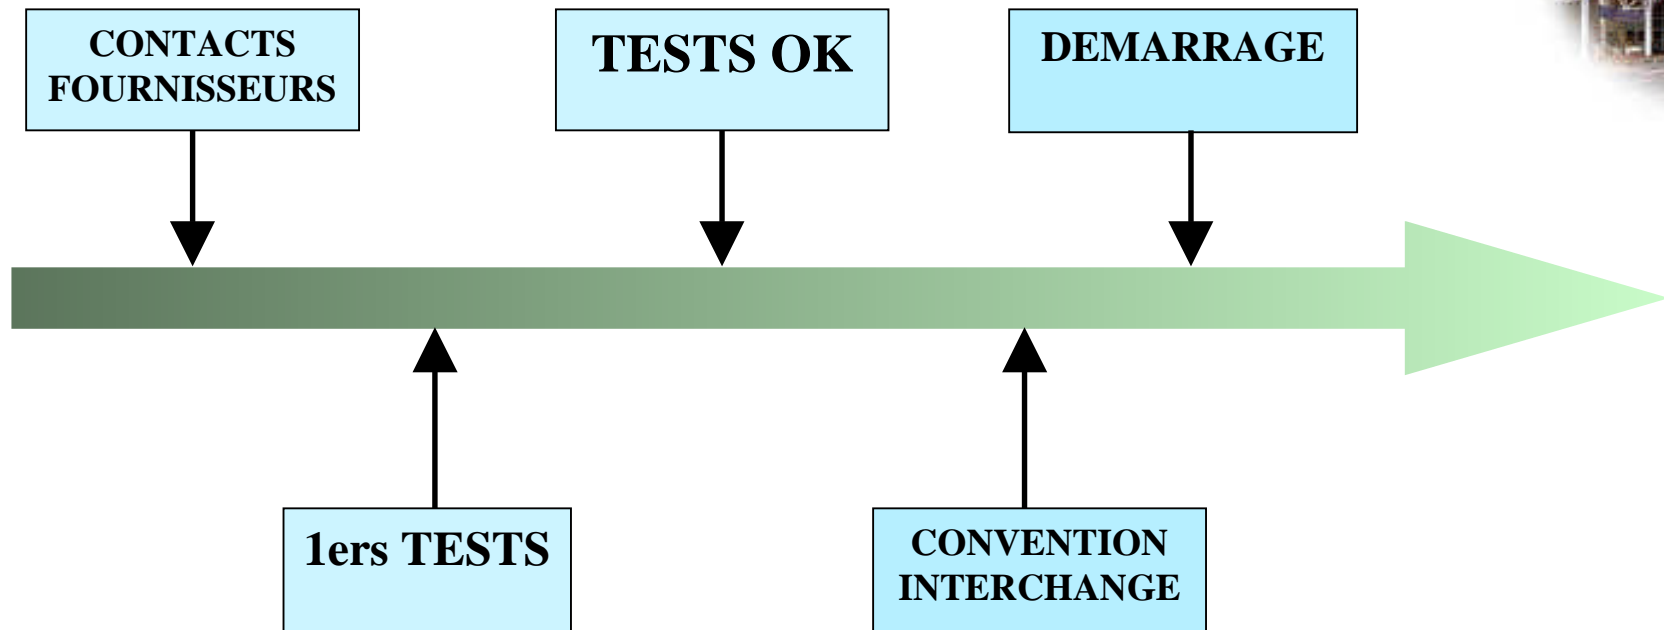 CONTACTS
FOURNISSEURS
TESTS OK
DEMARRAGE
1ers TESTS
CONVENTION
INTERCHANGE